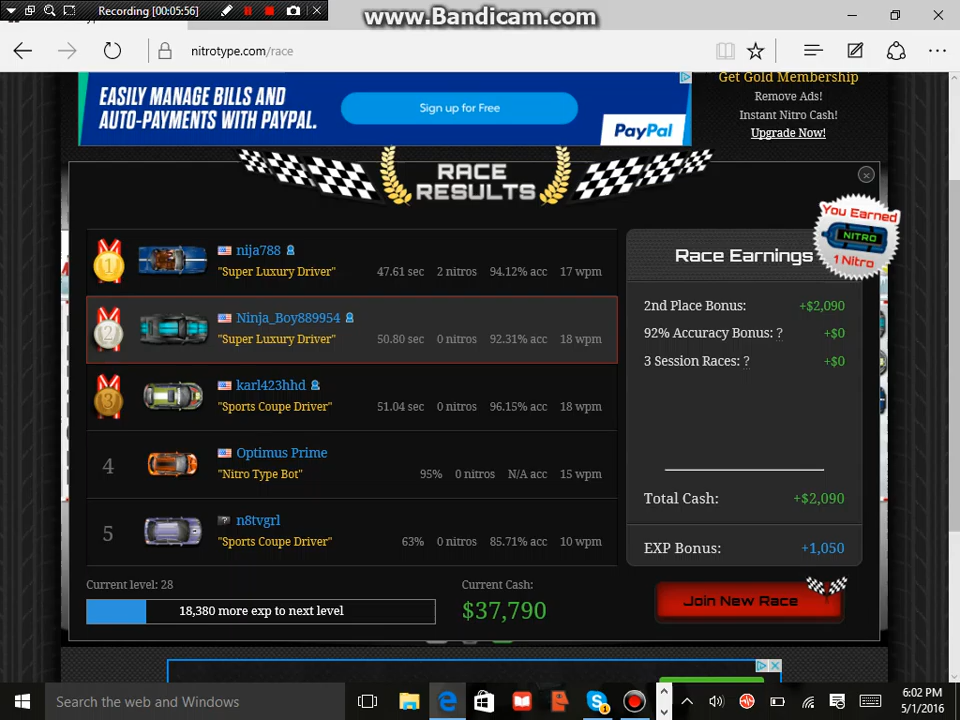 Recording [00:05:56]
www.Bandicam.com
nitrotype.com/race
EASILY MANAGE BILLS AND
AUTO-PAYMENTS WITH PAYPAL.
Sign up for Free
PayPal
Get Gold Membership
Remove Ads!
Instant Nitro Cash!
Upgrade Now!
RACE
RESULTS
You Earned
NITRO
1 Nitro
1 nija788
"Super Luxury Driver" 47.61 sec 2 nitros 94.12% acc 17 wpm
2 Ninja_Boy889954
"Super Luxury Driver" 50.80 sec 0 nitros 92.31% acc 18 wpm
3 karl423hhd
"Sports Coupe Driver" 51.04 sec 0 nitros 96.15% acc 18 wpm
4 Optimus Prime
"Nitro Type Bot" 95% 0 nitros N/A acc 15 wpm
5 ? n8tvgrl
"Sports Coupe Driver" 63% 0 nitros 85.71% acc 10 wpm
Race Earnings
2nd Place Bonus: +$2,090
92% Accuracy Bonus: ? +$0
3 Session Races: ? +$0
Total Cash: +$2,090
EXP Bonus: +1,050
Current level: 28
18,380 more exp to next level
Current Cash:
$37,790
Join New Race
Search the web and Windows
1
6:02 PM
5/1/2016